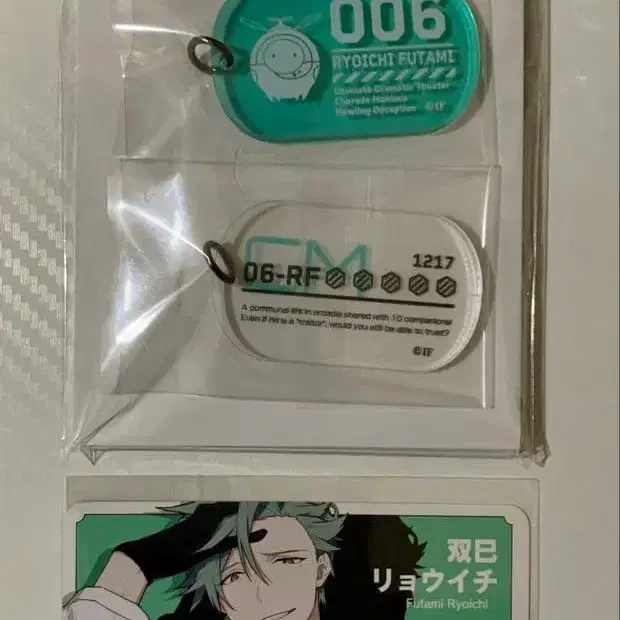 006
RYOICHI FUTAMI
Ultimate Dramatic Theater
Charade Maniacs
Howling Deception ©IF
CM
1217
06-RF
A communal life in arcadia shared with 10 companions!
Even if he is a "traitor", would you still be able to trust?
©IF
双巳
リョウイチ
Futami Ryoichi